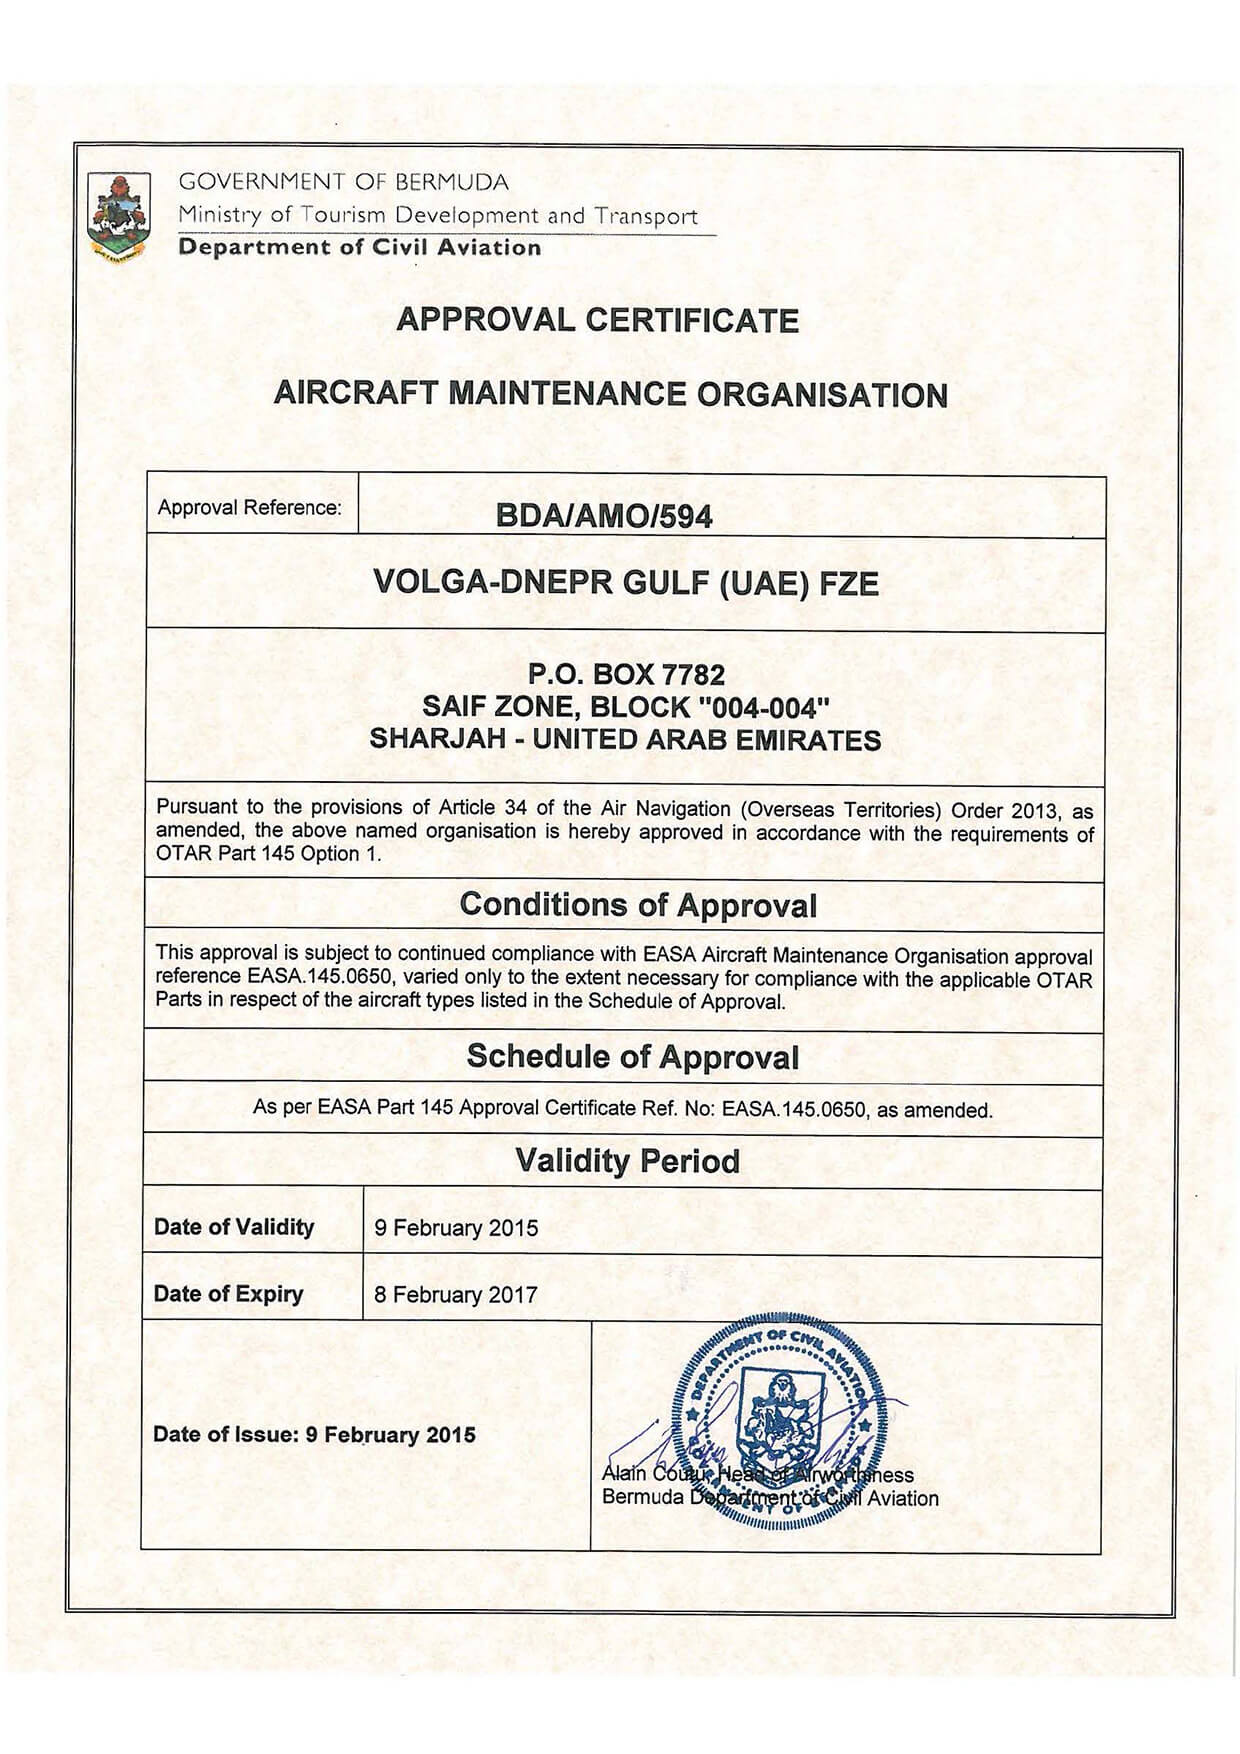 GOVERNMENT OF BERMUDA
Ministry of Tourism Development and Transport
Department of Civil Aviation
APPROVAL CERTIFICATE
AIRCRAFT MAINTENANCE ORGANISATION
Approval Reference:
BDA/AMO/594
VOLGA-DNEPR GULF (UAE) FZE
P.O. BOX 7782
SAIF ZONE, BLOCK "004-004"
SHARJAH - UNITED ARAB EMIRATES
Pursuant to the provisions of Article 34 of the Air Navigation (Overseas Territories) Order 2013, as
amended, the above named organisation is hereby approved in accordance with the requirements of
OTAR Part 145 Option 1.
Conditions of Approval
This approval is subject to continued compliance with EASA Aircraft Maintenance Organisation approval
reference EASA.145.0650, varied only to the extent necessary for compliance with the applicable OTAR
Parts in respect of the aircraft types listed in the Schedule of Approval.
Schedule of Approval
As per EASA Part 145 Approval Certificate Ref. No: EASA.145.0650, as amended.
Validity Period
Date of Validity
9 February 2015
Date of Expiry
8 February 2017
Date of Issue: 9 February 2015
DEPARTMENT OF CIVIL AVIATION
GOVERNMENT OF BERMUDA
Alain Coutu, Head of Airworthiness
Bermuda Department of Civil Aviation